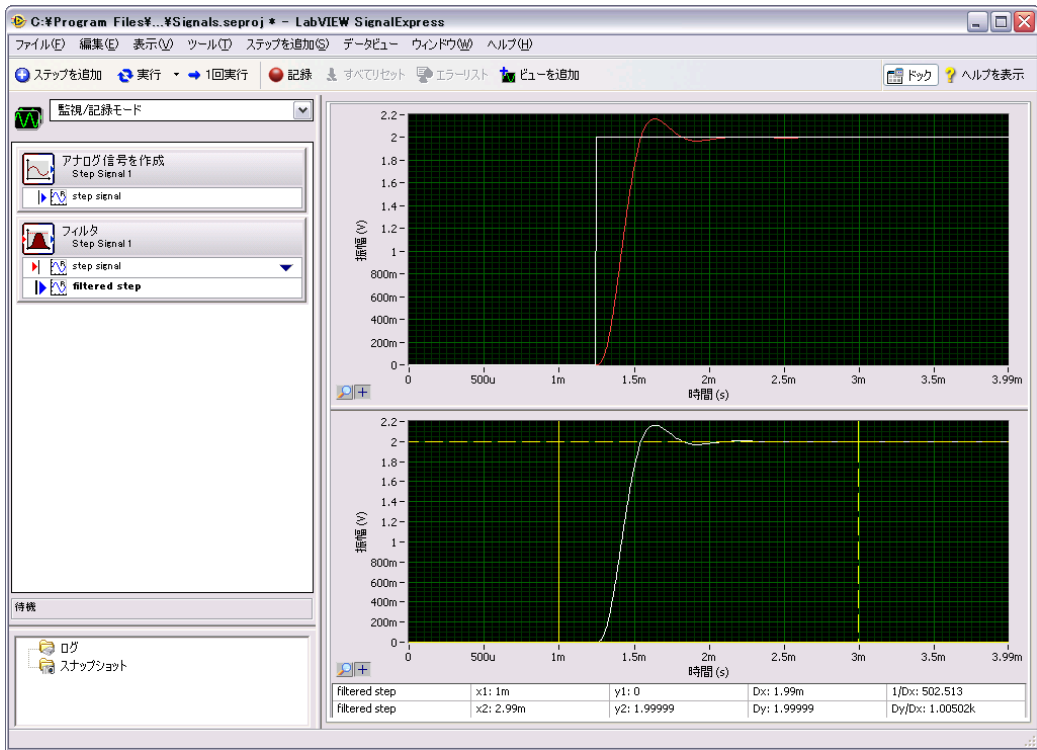 C:¥Program Files¥...¥Signals.seproj * - LabVIEW SignalExpress
ファイル(F) 編集(E) 表示(V) ツール(T) ステップを追加(S) データビュー ウィンドウ(W) ヘルプ(H)
ステップを追加 実行 1回実行 記録 すべてリセット エラーリスト ビューを追加 ドック ヘルプを表示
監視/記録モード
アナログ信号を作成
Step Signal 1
step signal
フィルタ
Step Signal 1
step signal
filtered step
待機
ログ
スナップショット
2.2
2
1.8
1.6
1.4
1.2
1
800m
600m
400m
200m
0
振幅 (V)
0 500u 1m 1.5m 2m 2.5m 3m 3.5m 3.99m
時間 (s)
2.2
2
1.8
1.6
1.4
1.2
1
800m
600m
400m
200m
0
振幅 (V)
0 500u 1m 1.5m 2m 2.5m 3m 3.5m 3.99m
時間 (s)
filtered step x1: 1m y1: 0 Dx: 1.99m 1/Dx: 502.513
filtered step x2: 2.99m y2: 1.99999 Dy: 1.99999 Dy/Dx: 1.00502k